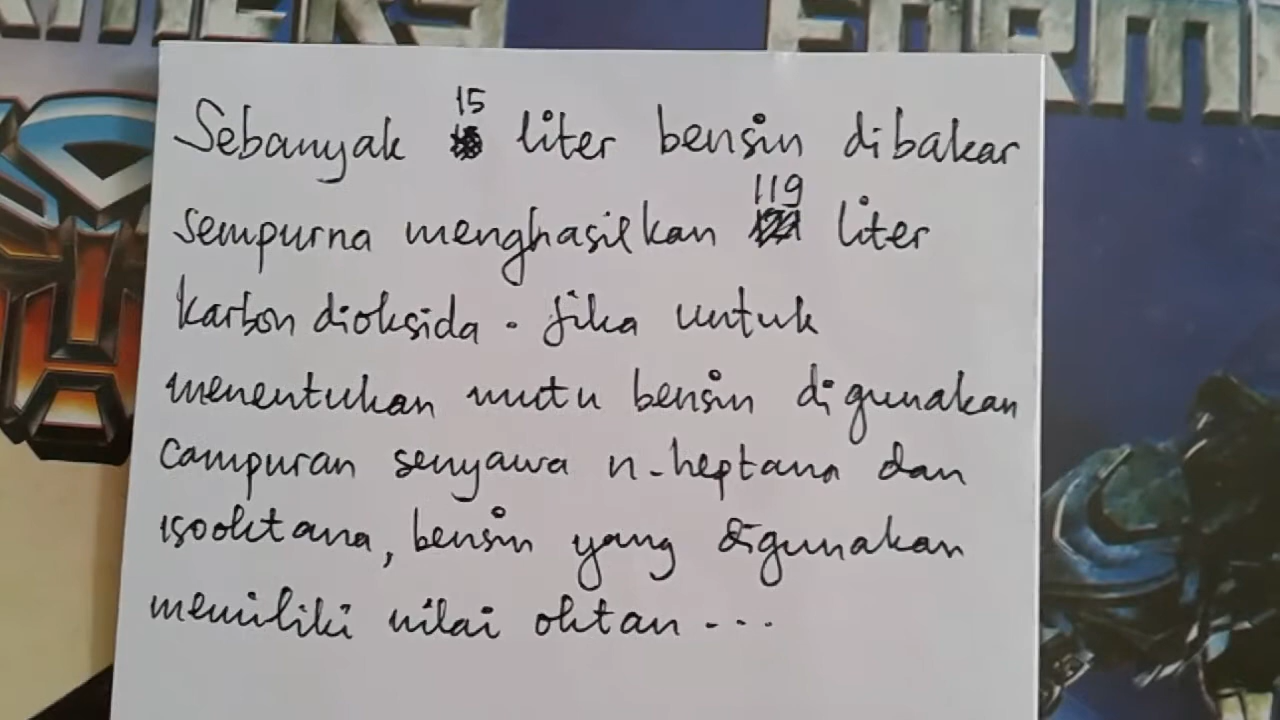 Sebanyak 15 liter bensin dibakar
sempurna menghasilkan 119 liter
karbon dioksida. Jika untuk
menentukan mutu bensin digunakan
campuran senyawa n-heptana dan
isooktana, bensin yang digunakan
memiliki nilai oktan ...